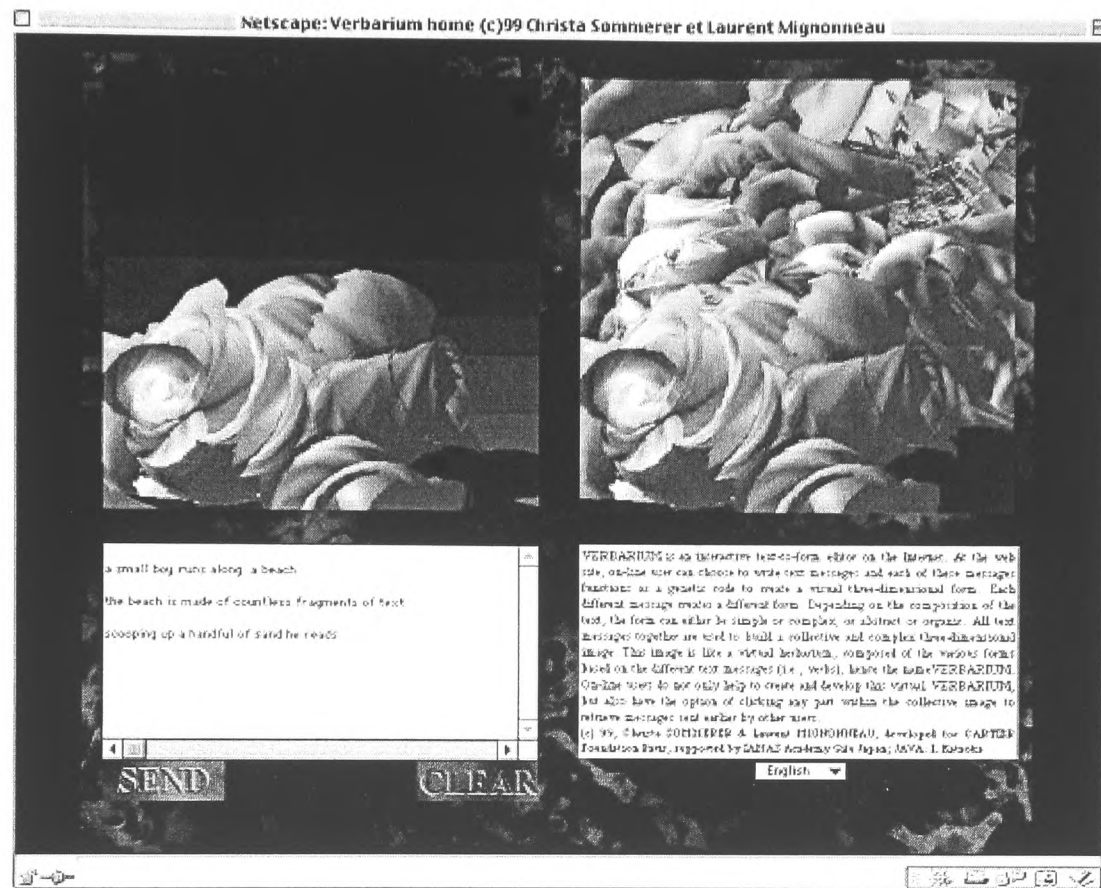 Netscape: Verbarium home (c)99 Christa Sommerer et Laurent Mignonneau
a small boy runs along a beach
the beach is made of countless fragments of text
scooping up a handful of sand he reads
SEND
CLEAR
VERBARIUM is an interactive text-to-form editor on the Internet. At the web
site, on-line user can choose to write text messages and each of these messages
functions as a genetic code to create a virtual three-dimensional form. Each
different message creates a different form. Depending on the composition of the
text, the form can either be simple or complex, or abstract or organic. All text
messages together are used to build a collective and complex three-dimensional
image. This image is like a virtual herbarium, composed of the various forms
based on the different text messages (i.e., verbs), hence the name VERBARIUM.
On-line users do not only help to create and develop this virtual VERBARIUM,
but also have the option of clicking any part within the collective image to
retrieve messages sent earlier by other users.
(c) 99, Christa SOMMERER & Laurent MIGNONNEAU, developed for CARTIER
Foundation Paris, supported by IAMAS Academy Gifu Japan; JAVA:
English